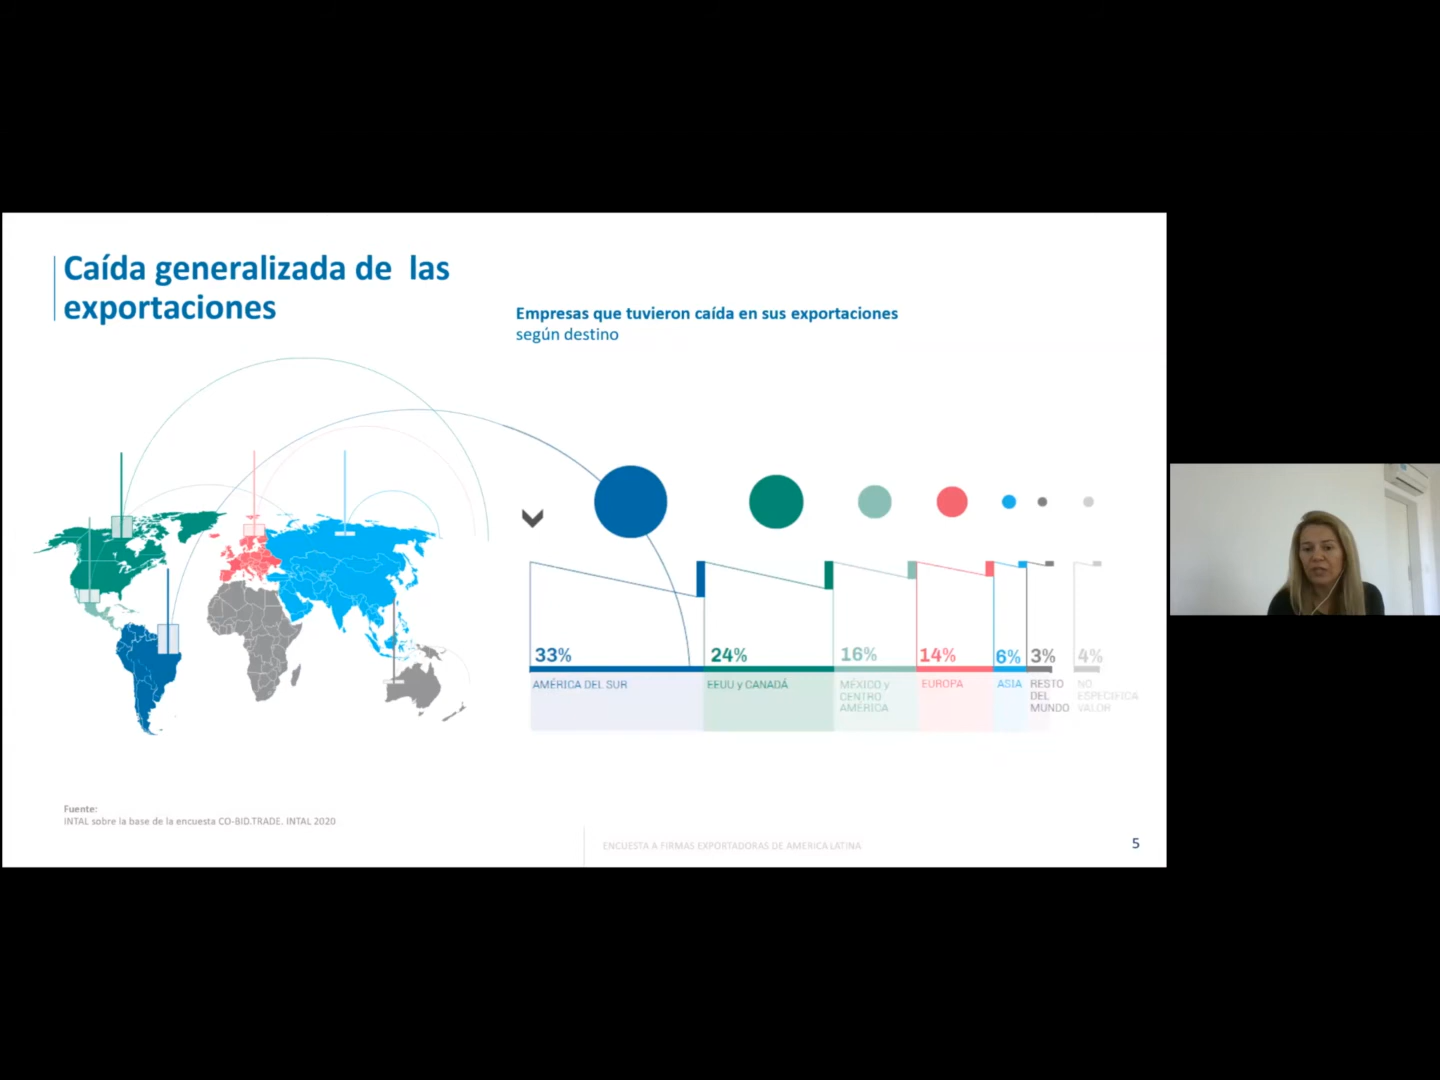 Caída generalizada de las
exportaciones
Empresas que tuvieron caída en sus exportaciones
según destino
33%
AMÉRICA DEL SUR
24%
EEUU y CANADÁ
16%
MÉXICO y
CENTRO
AMÉRICA
14%
EUROPA
6%
ASIA
3%
RESTO
DEL
MUNDO
4%
NO
ESPECIFICA
VALOR
Fuente:
INTAL sobre la base de la encuesta CO-BID.TRADE. INTAL 2020
ENCUESTA A FIRMAS EXPORTADORAS DE AMERICA LATINA
5